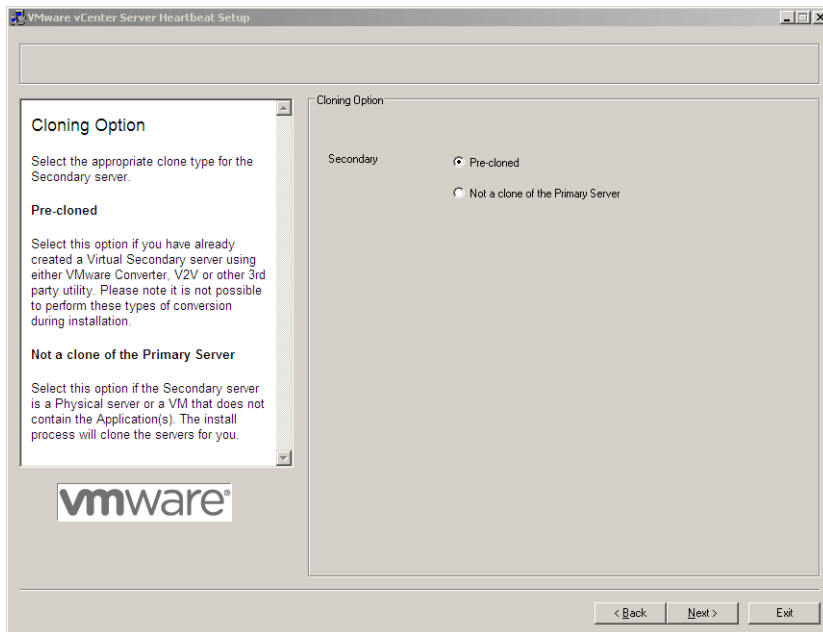 VMware vCenter Server Heartbeat Setup
Cloning Option
Select the appropriate clone type for the
Secondary server.
Pre-cloned
Select this option if you have already
created a Virtual Secondary server using
either VMware Converter, V2V or other 3rd
party utility. Please note it is not possible
to perform these types of conversion
during installation.
Not a clone of the Primary Server
Select this option if the Secondary server
is a Physical server or a VM that does not
contain the Application(s). The install
process will clone the servers for you.
vmware®
Cloning Option
Secondary
Pre-cloned
Not a clone of the Primary Server
< Back
Next >
Exit